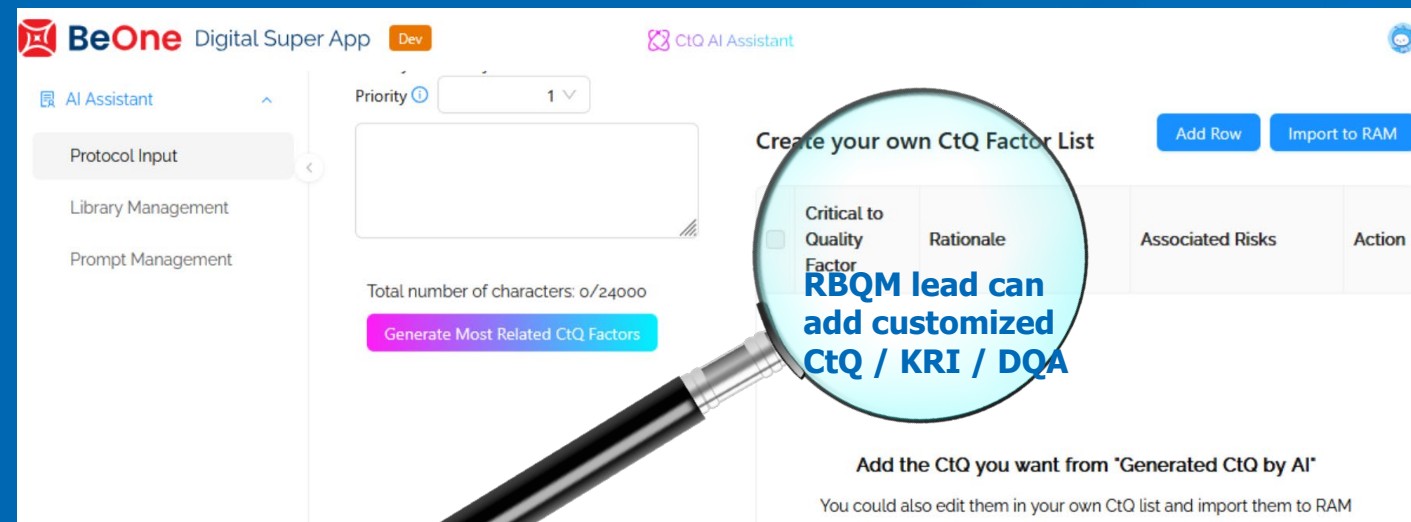 BeOne Digital Super App Dev
CtQ AI Assistant
AI Assistant
Protocol Input
Library Management
Prompt Management
Priority
1
Total number of characters: 0/24000
Generate Most Related CtQ Factors
Create your own CtQ Factor List
Add Row
Import to RAM
Critical to
Quality
Factor
Rationale
Associated Risks
Action
RBQM lead can
add customized
CtQ / KRI / DQA
Add the CtQ you want from "Generated CtQ by AI"
You could also edit them in your own CtQ list and import them to RAM